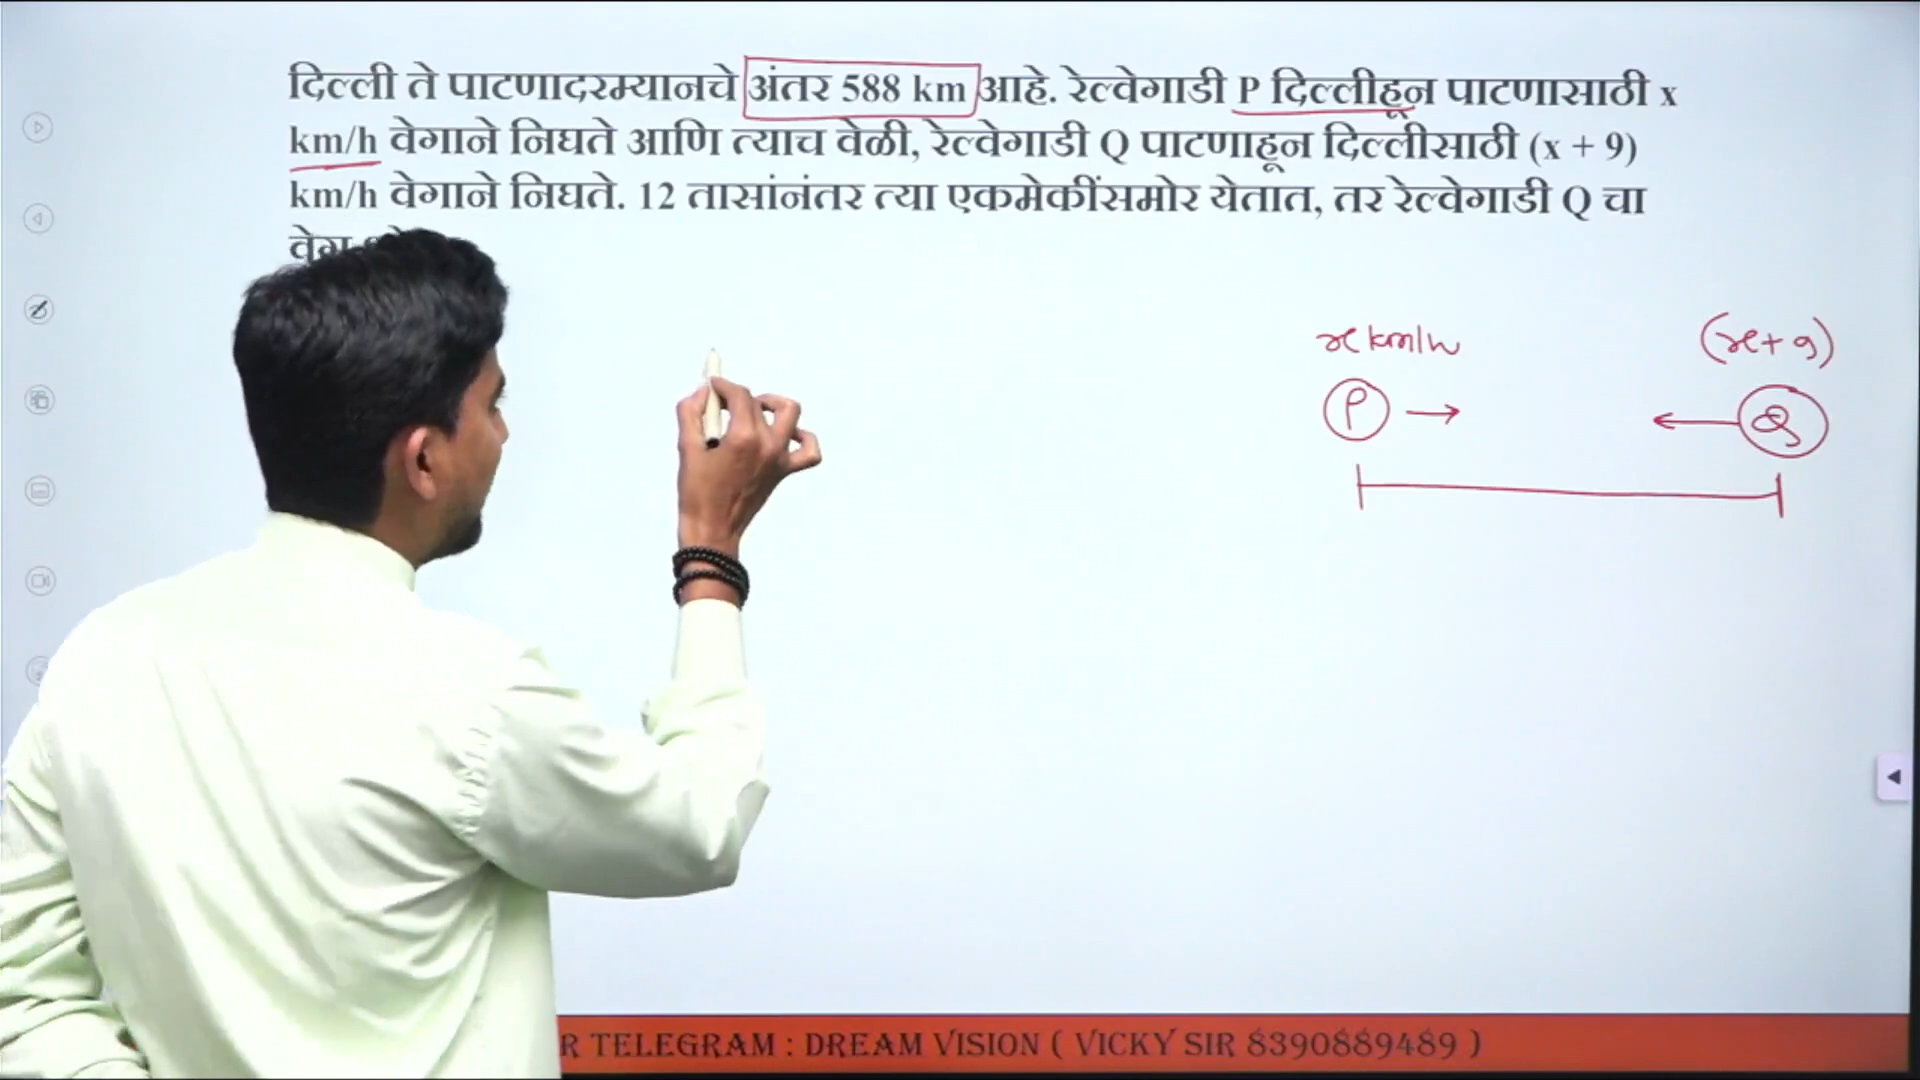 दिल्ली ते पाटणादरम्यानचे अंतर 588 km आहे. रेल्वेगाडी P दिल्लीहून पाटणासाठी x
km/h वेगाने निघते आणि त्याच वेळी, रेल्वेगाडी Q पाटणाहून दिल्लीसाठी (x + 9)
km/h वेगाने निघते. 12 तासांनंतर त्या एकमेकींसमोर येतात, तर रेल्वेगाडी Q चा
वेग
x km/h (x+9)
P Q
R TELEGRAM : DREAM VISION ( VICKY SIR 8390889489 )